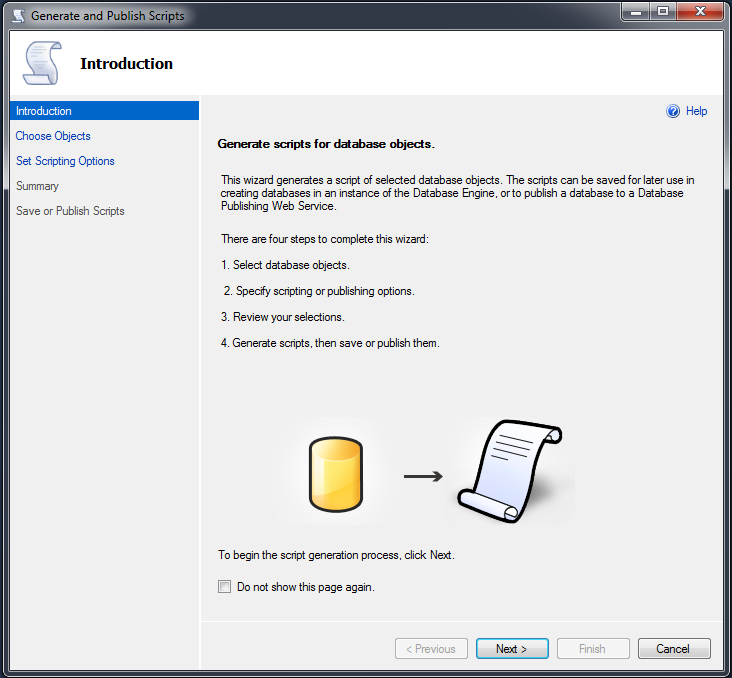 Generate and Publish Scripts
Introduction
Introduction
Choose Objects
Set Scripting Options
Summary
Save or Publish Scripts
Help
Generate scripts for database objects.
This wizard generates a script of selected database objects. The scripts can be saved for later use in
creating databases in an instance of the Database Engine, or to publish a database to a Database
Publishing Web Service.
There are four steps to complete this wizard:
1. Select database objects.
2. Specify scripting or publishing options.
3. Review your selections.
4. Generate scripts, then save or publish them.
To begin the script generation process, click Next.
Do not show this page again.
< Previous
Next >
Finish
Cancel